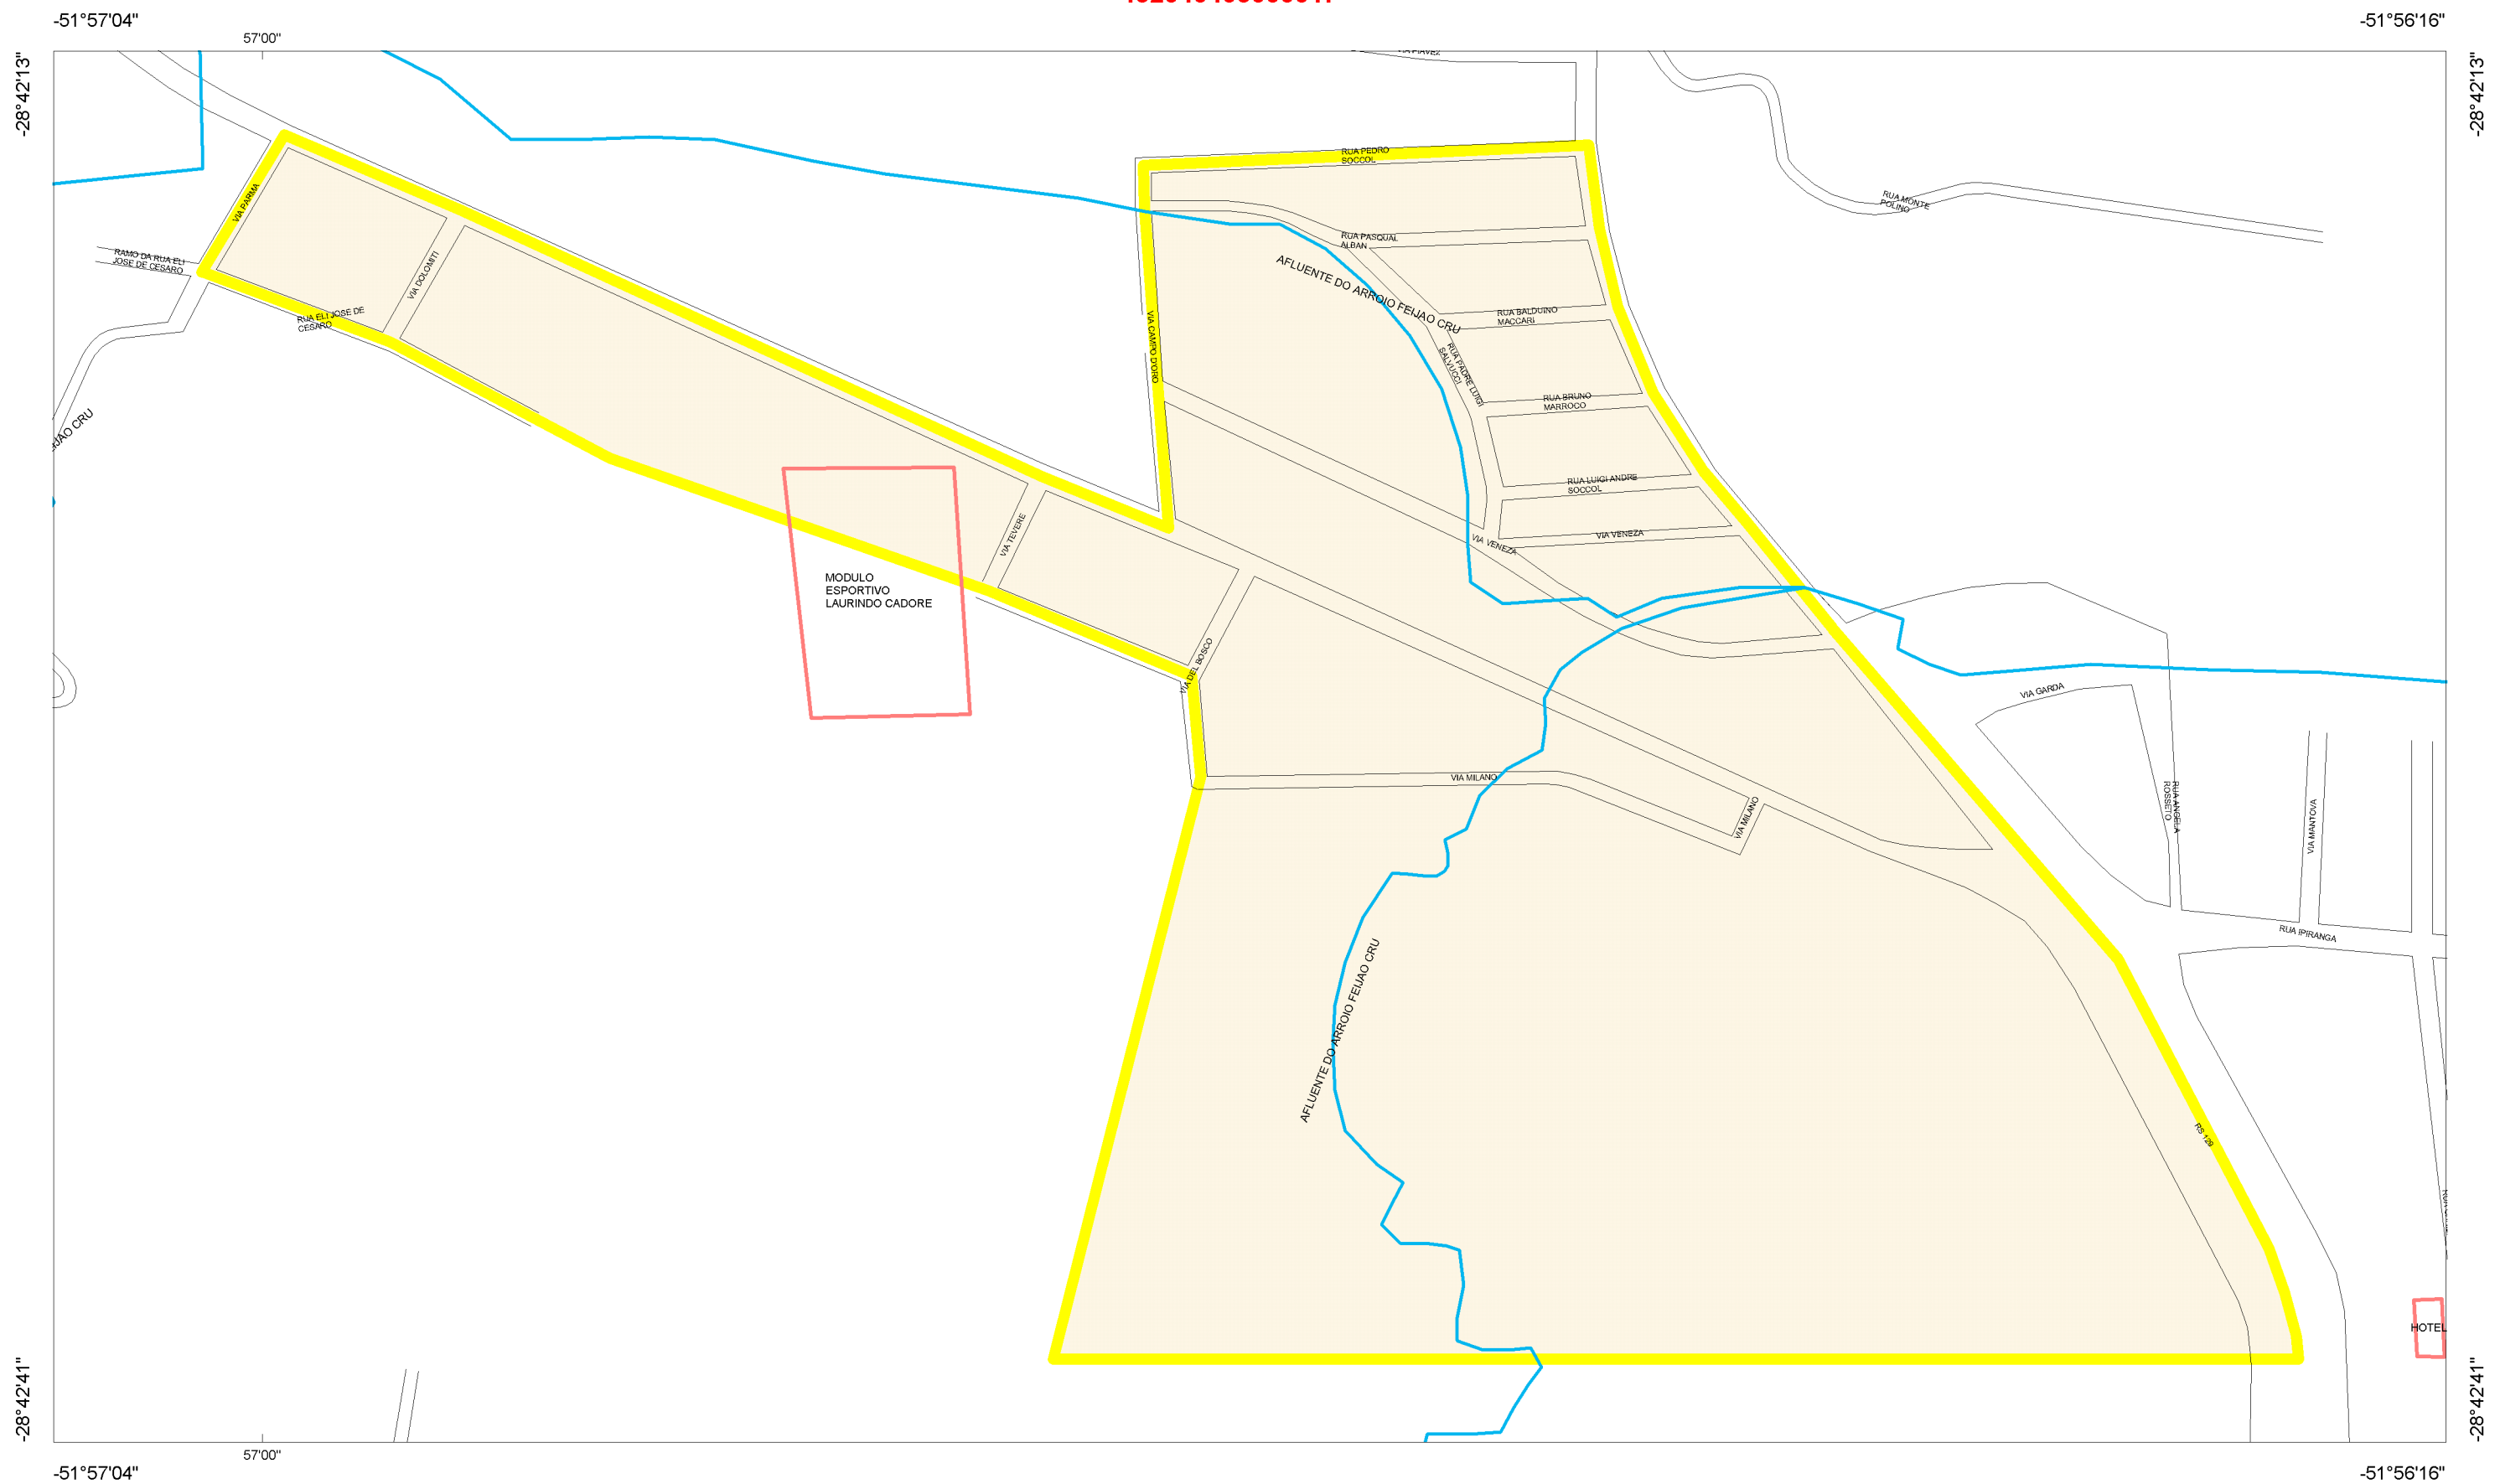 -51°57'04"
-51°56'16"
57'00"
-28°42'13"
-28°42'13"
RUA PEDRO
SOCCOL
VIA PARMA
RUA MONTE
POLINO
RUA PASQUAL
ALBAN
RAMO DA RUA ELI
JOSE DE CESARO
VIA DOLOMITI
AFLUENTE DO ARROIO FEIJAO CRU
RUA ELI JOSE DE
CESARO
RUA BALDUINO
MACCARI
VIA CAMPO D'ORO
RUA PADRE LUIGI
SALVUCCI
RUA BRUNO
MARROCO
JAO CRU
RUA LUIGI ANDRE
SOCCOL
VIA TEVERE
VIA VENEZA
VIA VENEZA
MODULO
ESPORTIVO
LAURINDO CADORE
VIA DEL BOSCO
VIA GARDA
VIA MILANO
VIA MILANO
RUA ANGELA
ROSSETO
VIA MANTOVA
RUA IPIRANGA
AFLUENTE DO ARROIO FEIJAO CRU
RS 129
HOTEL
-28°42'41"
-28°42'41"
57'00"
-51°57'04"
-51°56'16"